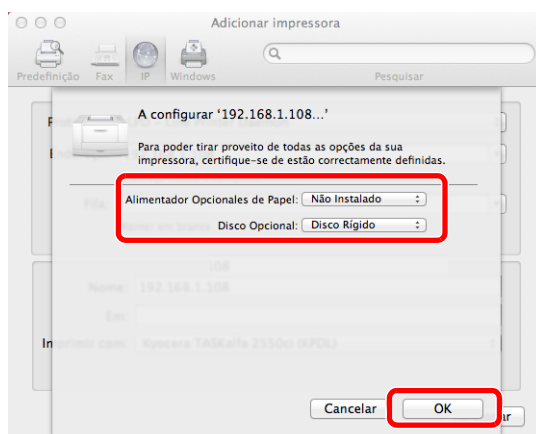 Adicionar impressora
Predefinição Fax IP Windows Pesquisar
A configurar ‘192.168.1.108...’
Para poder tirar proveito de todas as opções da sua
impressora, certifique-se de estão correctamente definidas.
Alimentador Opcionales de Papel: Não Instalado
Fila:
Disco Opcional: Disco Rígido
108
Nome: 192.168.1.108
Em:
Imprimir com: Kyocera TASKalfa 2550ci (KPDL)
Cancelar OK
ar